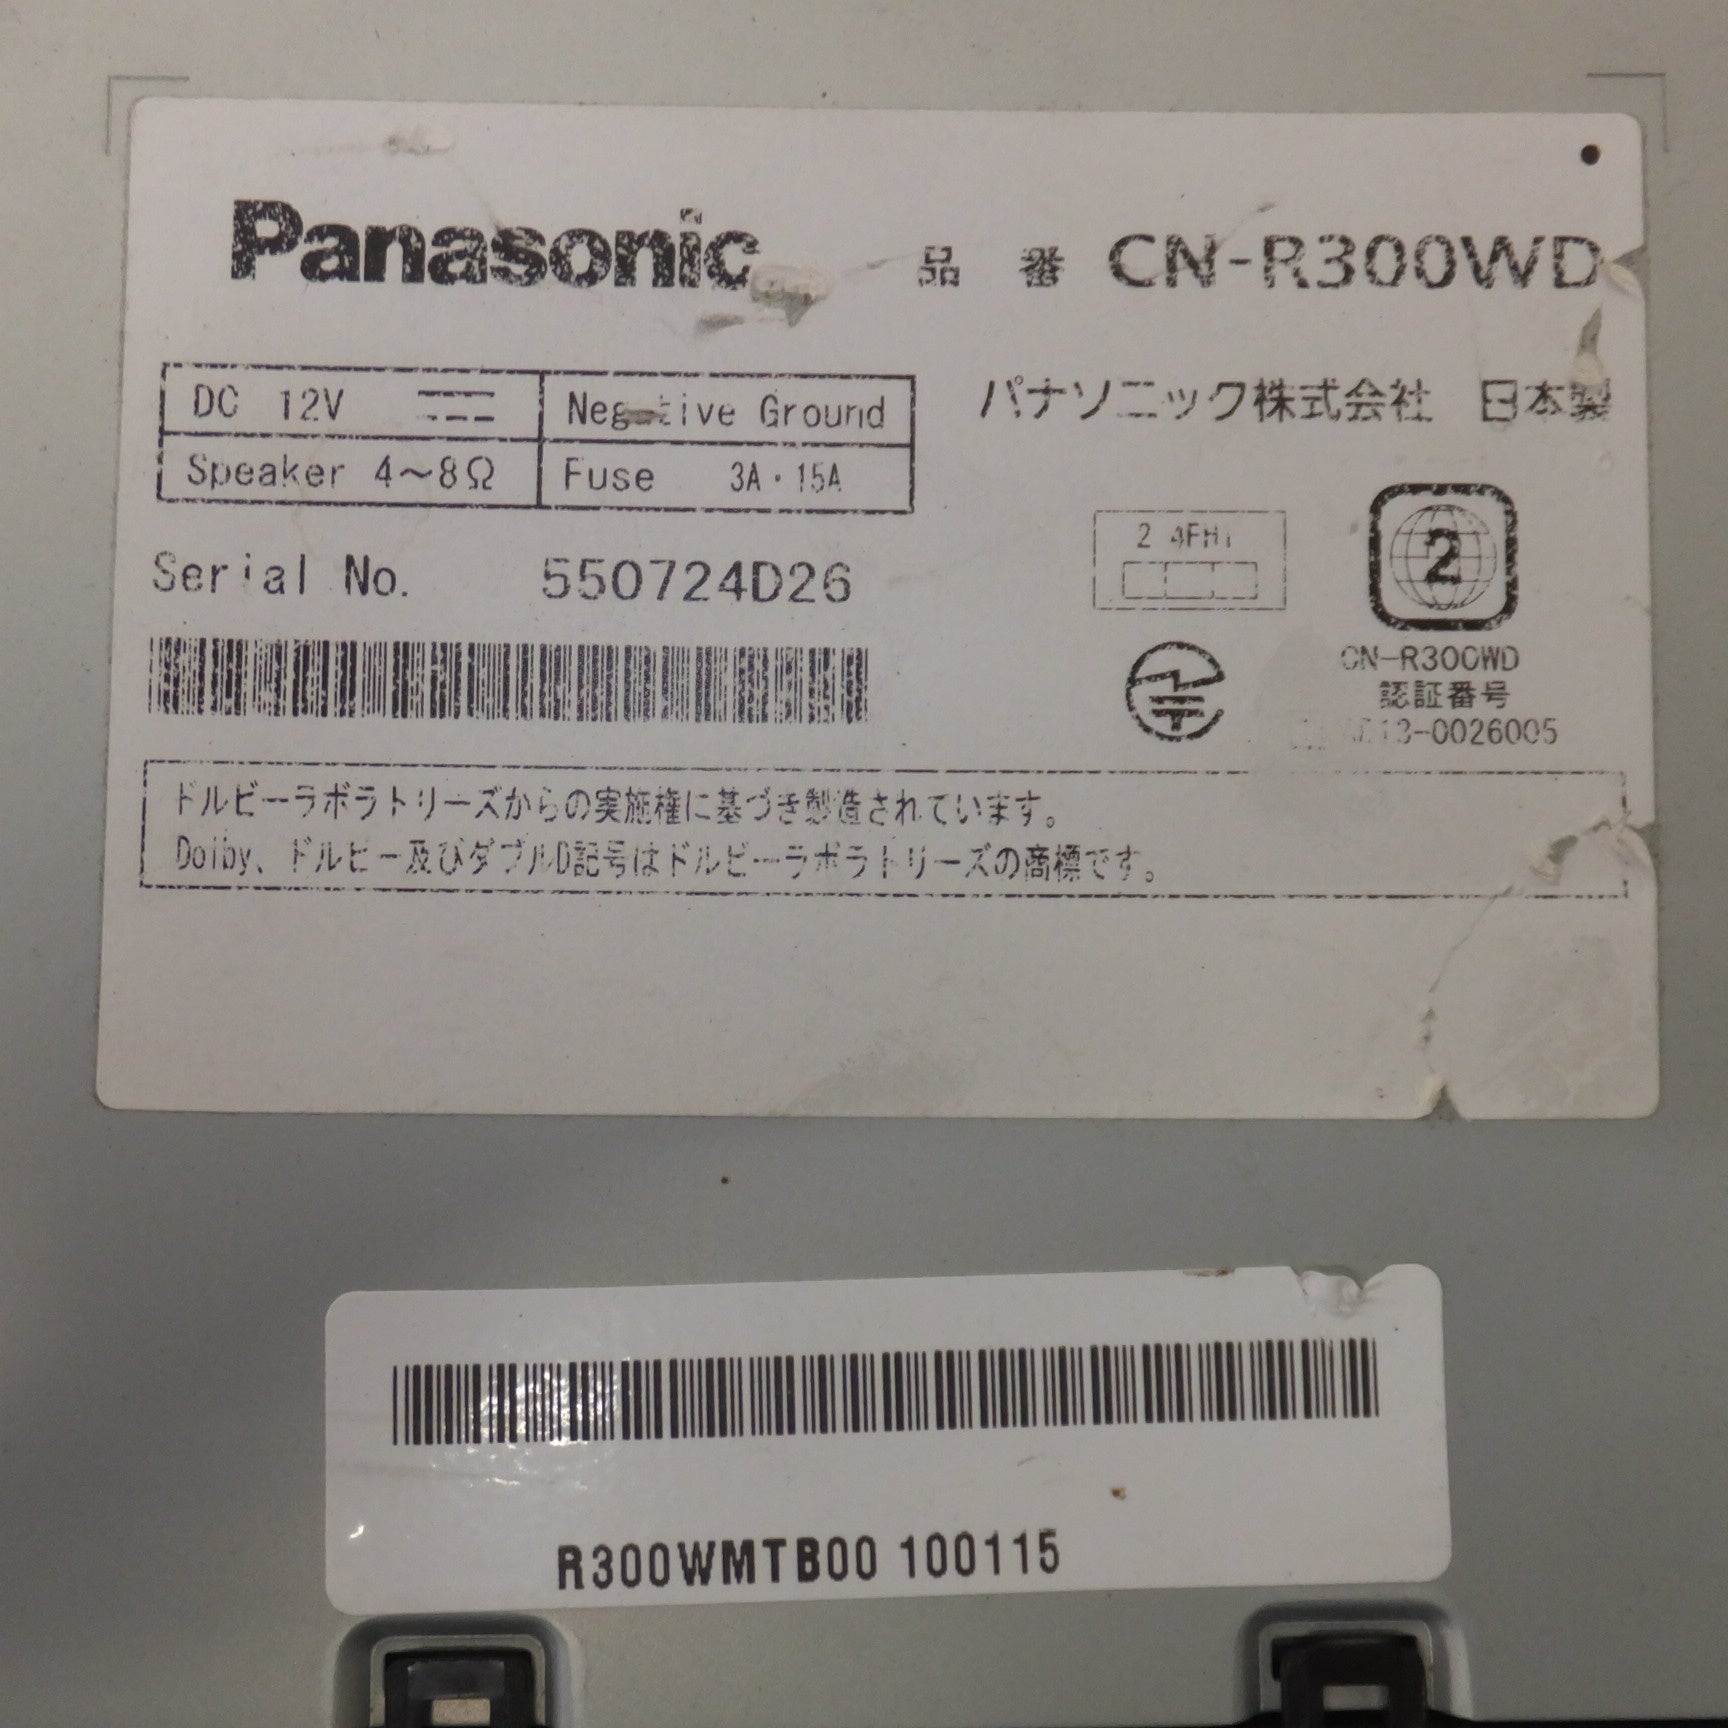 Panasonic 品 番 CN-R300WD
DC 12V Negative Ground
Speaker 4～8Ω Fuse 3A・15A
パナソニック株式会社 日本製
Serial No. 550724D26
2.4FH1
2
CN-R300WD
認証番号
13-0026005
ドルビーラボラトリーズからの実施権に基づき製造されています。
Dolby、ドルビー及びダブルD記号はドルビーラボラトリーズの商標です。
R300WMTB00 100115